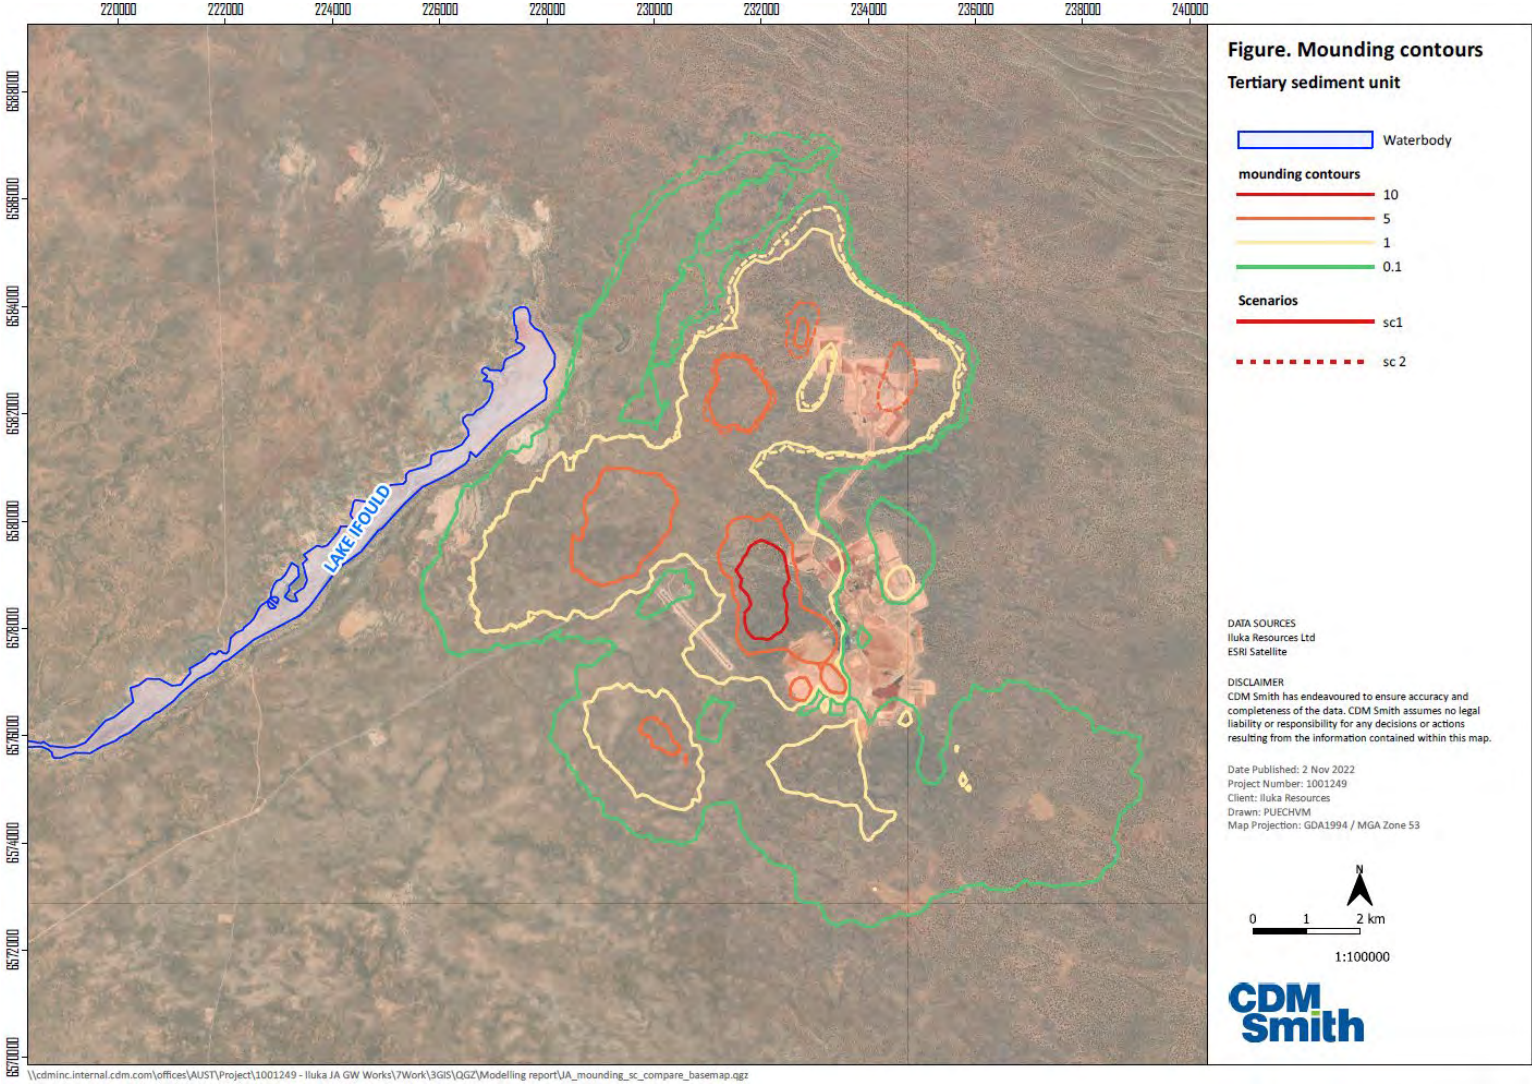 220000 222000 224000 226000 228000 230000 232000 234000 236000 238000 240000
6588000
6586000
6584000
6582000
6580000
6578000
6576000
6574000
6572000
6570000
LAKE IFOULD
Figure. Mounding contours
Tertiary sediment unit
Waterbody
mounding contours
10
5
1
0.1
Scenarios
sc1
sc 2
DATA SOURCES
Iluka Resources Ltd
ESRI Satellite
DISCLAIMER
CDM Smith has endeavoured to ensure accuracy and
completeness of the data. CDM Smith assumes no legal
liability or responsibility for any decisions or actions
resulting from the information contained within this map.
Date Published: 2 Nov 2022
Project Number: 1001249
Client: Iluka Resources
Drawn: PUECHVM
Map Projection: GDA1994 / MGA Zone 53
N
0 1 2 km
1:100000
CDM
Smith
\\cdminc.internal.cdm.com\offices\AUST\Project\1001249 - Iluka JA GW Works\7Work\3GIS\QGZ\Modelling report\JA_mounding_sc_compare_basemap.qgz